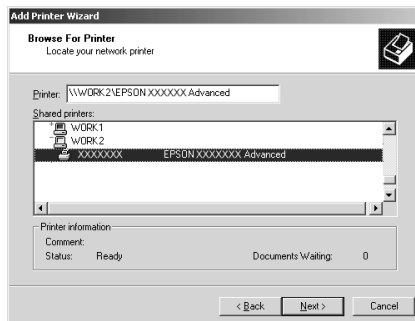 Add Printer Wizard
Browse For Printer
Locate your network printer
Printer: \\WORK2\EPSON XXXXXX Advanced
Shared printers:
WORK1
WORK2
XXXXXXX EPSON XXXXXXX Advanced
Printer information
Comment:
Status: Ready Documents Waiting: 0
< Back Next > Cancel